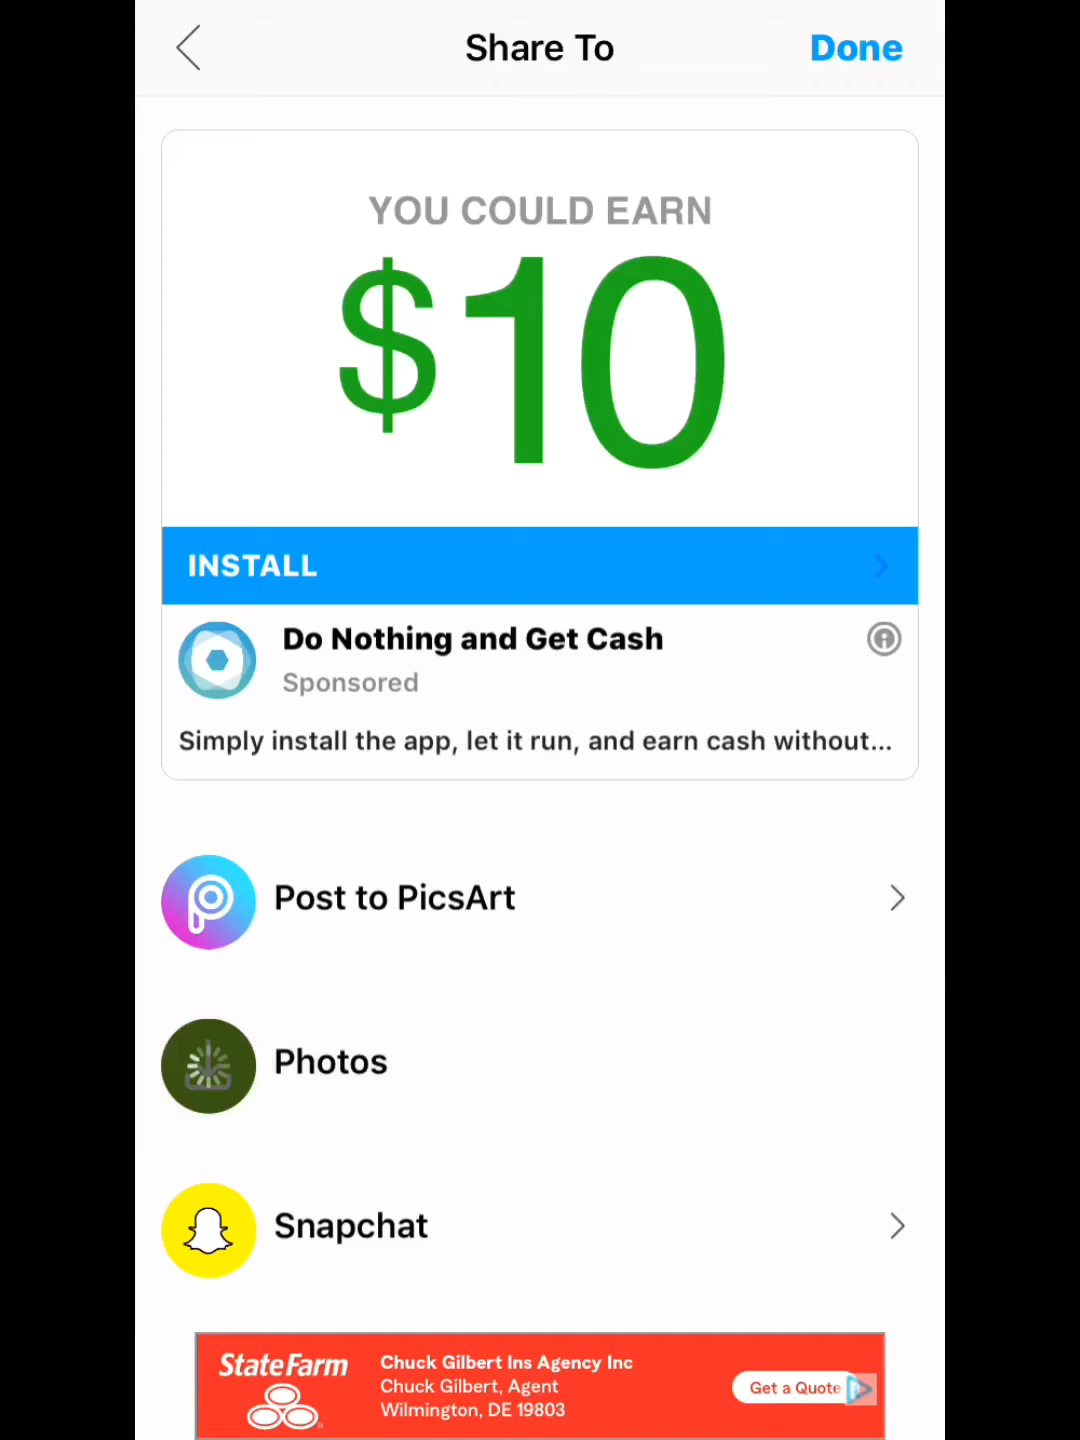 Share To
Done
YOU COULD EARN
$10
INSTALL
Do Nothing and Get Cash
Sponsored
Simply install the app, let it run, and earn cash without...
Post to PicsArt
Photos
Snapchat
State Farm
Chuck Gilbert Ins Agency Inc
Chuck Gilbert, Agent
Wilmington, DE 19803
Get a Quote